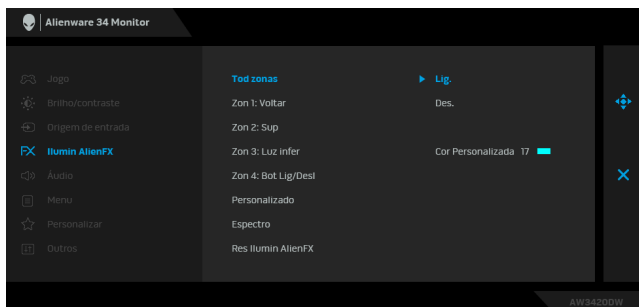 Alienware 34 Monitor
Jogo
Brilho/contraste
Origem de entrada
FX Ilumin AlienFX
Áudio
Menu
Personalizar
Outros
Tod zonas
Zon 1: Voltar
Zon 2: Sup
Zon 3: Luz infer
Zon 4: Bot Lig/Desl
Personalizado
Espectro
Res Ilumin AlienFX
Lig.
Des.
Cor Personalizada 17
AW3420DW